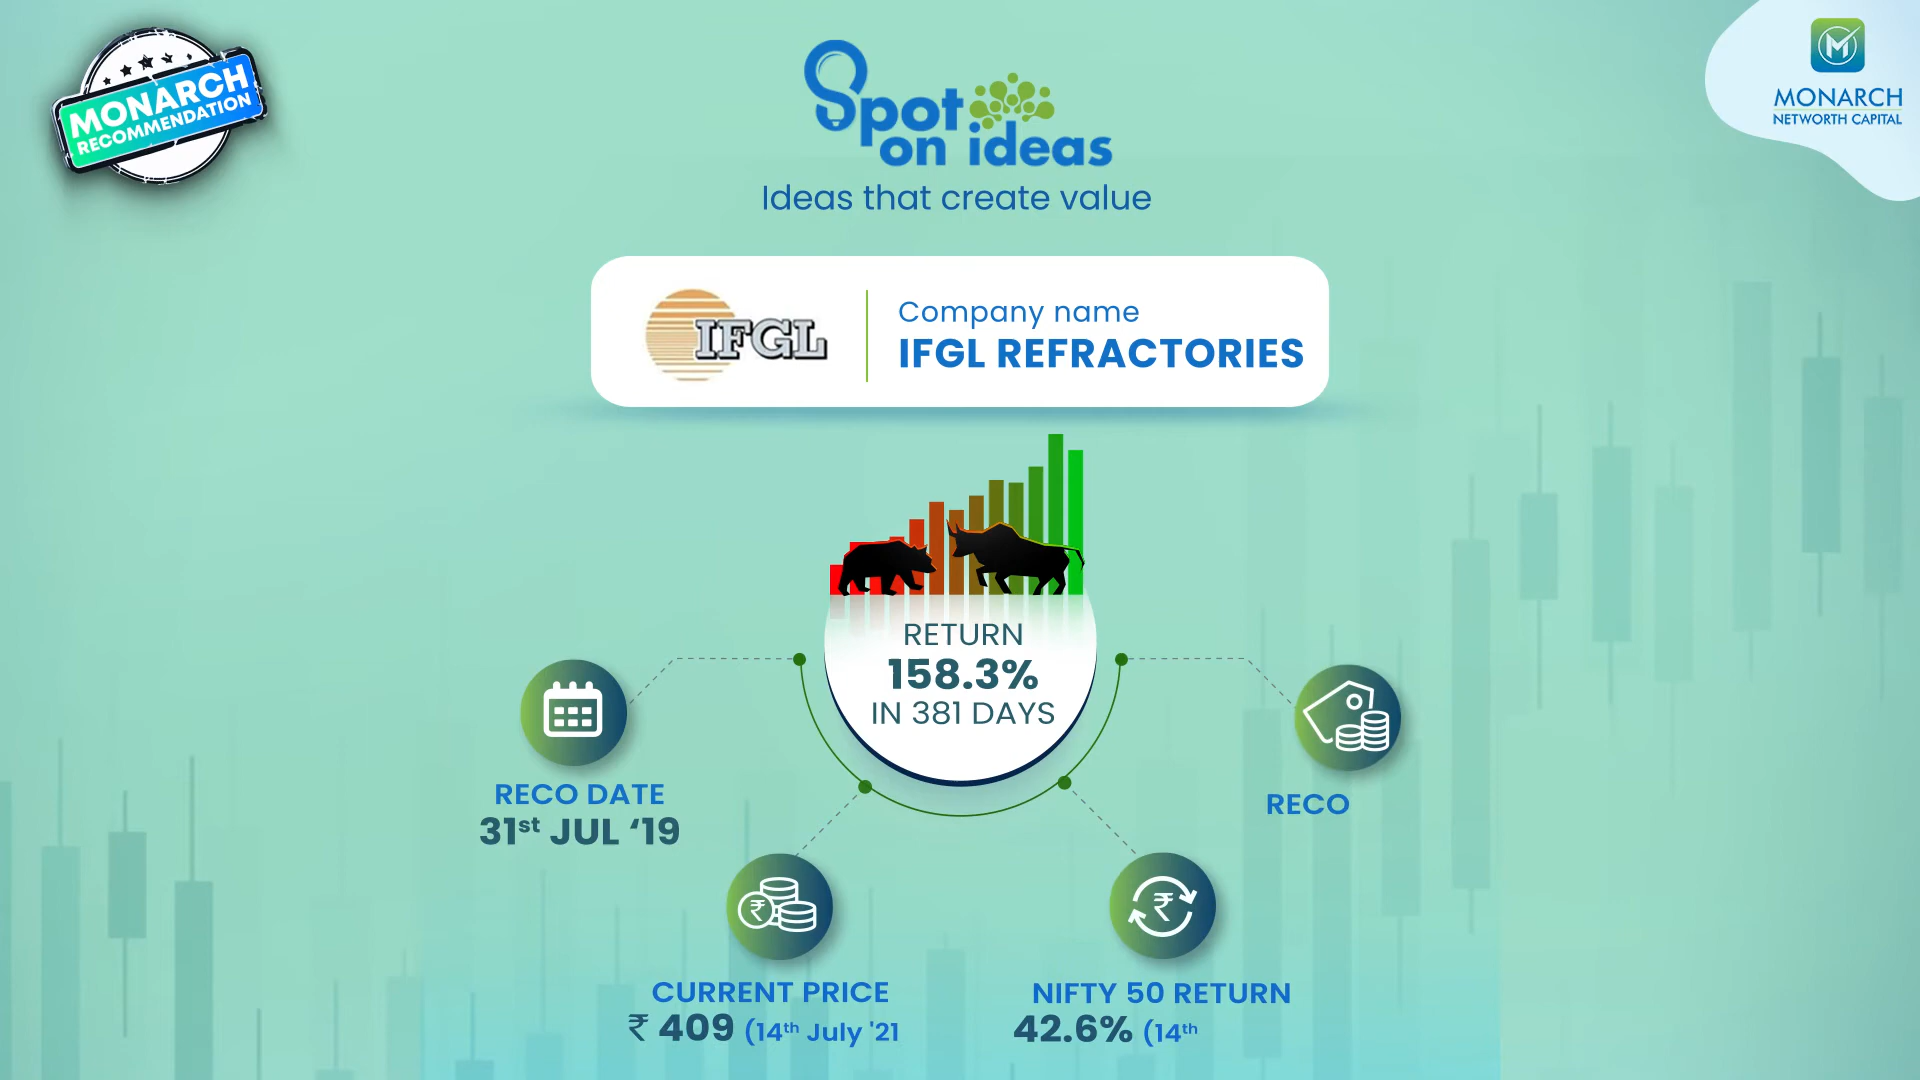 MONARCH
RECOMMENDATION
Spot
on ideas
Ideas that create value
MONARCH
NETWORTH CAPITAL
IFGL
Company name
IFGL REFRACTORIES
RETURN
158.3%
IN 381 DAYS
RECO DATE
31st JUL ‘19
RECO
CURRENT PRICE
₹ 409 (14th July '21
NIFTY 50 RETURN
42.6% (14th